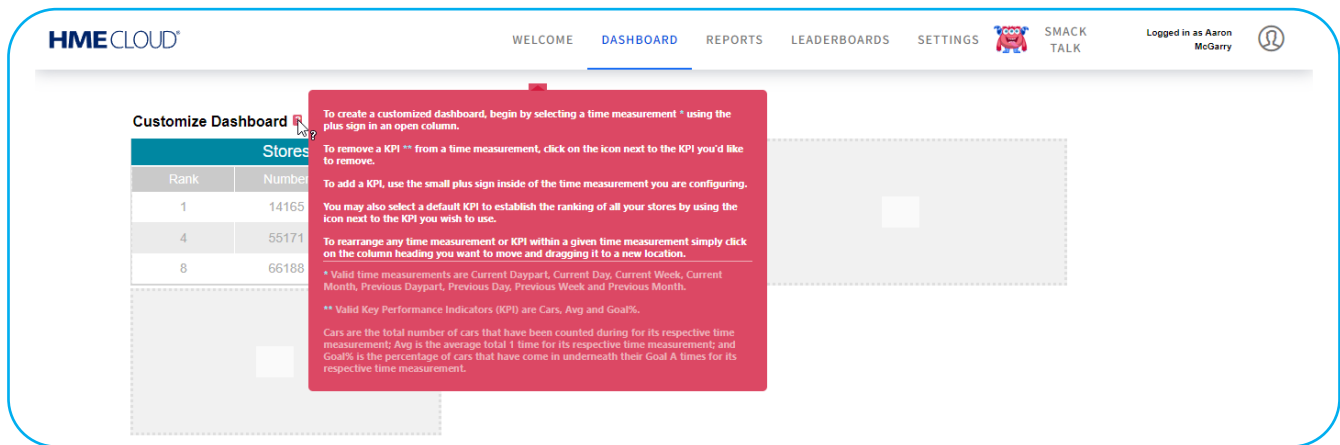 HME CLOUD®
WELCOME DASHBOARD REPORTS LEADERBOARDS SETTINGS SMACK TALK
Logged in as Aaron McGarry
Customize Dashboard
Stores
Rank Number
1 14165
4 55171
8 66188
To create a customized dashboard, begin by selecting a time measurement * using the
plus sign in an open column.
To remove a KPI ** from a time measurement, click on the icon next to the KPI you'd like
to remove.
To add a KPI, use the small plus sign inside of the time measurement you are configuring.
You may also select a default KPI to establish the ranking of all your stores by using the
icon next to the KPI you wish to use.
To rearrange any time measurement or KPI within a given time measurement simply click
on the column heading you want to move and dragging it to a new location.
* Valid time measurements are Current Daypart, Current Day, Current Week, Current
Month, Previous Daypart, Previous Day, Previous Week and Previous Month.
** Valid Key Performance Indicators (KPI) are Cars, Avg and Goal%.
Cars are the total number of cars that have been counted during for its respective time
measurement; Avg is the average total 1 time for its respective time measurement; and
Goal% is the percentage of cars that have come in underneath their Goal A times for its
respective time measurement.